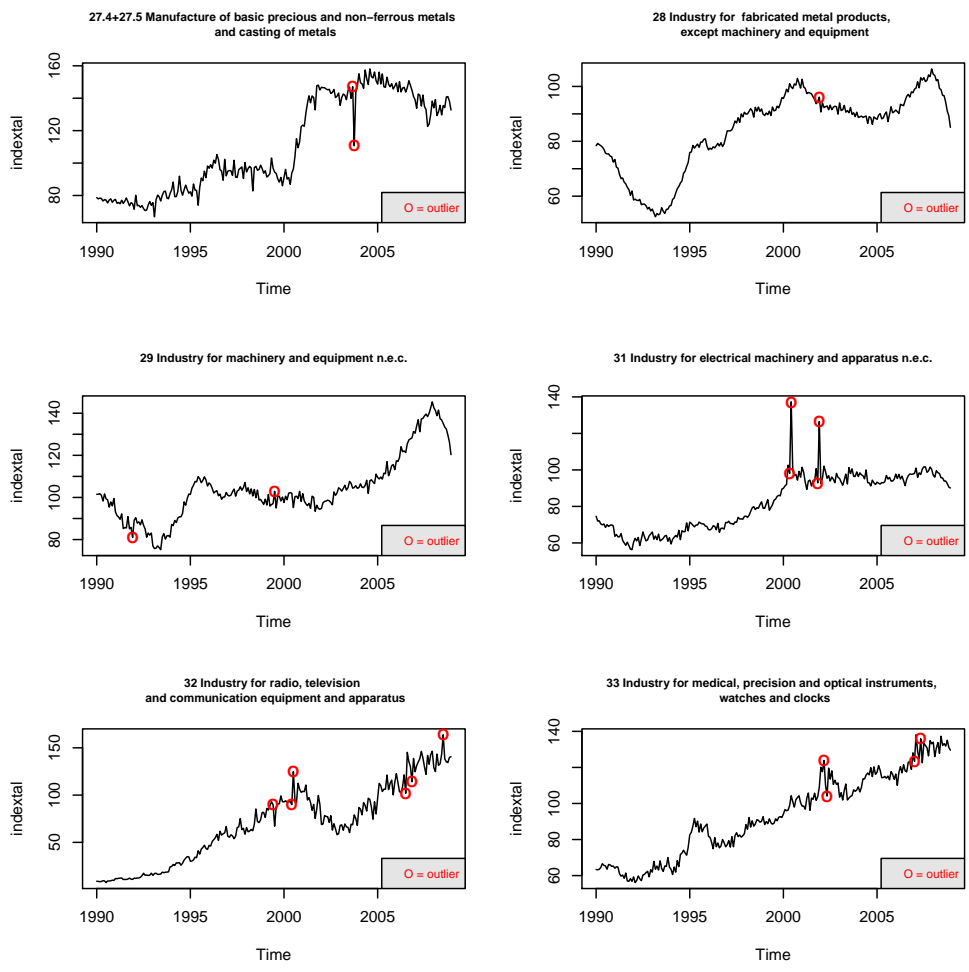 27.4+27.5 Manufacture of basic precious and non−ferrous metals
and casting of metals
indextal
160
120
80
O = outlier
1990 1995 2000 2005
Time
28 Industry for fabricated metal products,
except machinery and equipment
indextal
100
80
60
O = outlier
1990 1995 2000 2005
Time
29 Industry for machinery and equipment n.e.c.
indextal
140
120
100
80
O = outlier
1990 1995 2000 2005
Time
31 Industry for electrical machinery and apparatus n.e.c.
indextal
140
120
100
80
60
O = outlier
1990 1995 2000 2005
Time
32 Industry for radio, television
and communication equipment and apparatus
indextal
150
100
50
O = outlier
1990 1995 2000 2005
Time
33 Industry for medical, precision and optical instruments,
watches and clocks
indextal
140
120
100
80
60
O = outlier
1990 1995 2000 2005
Time